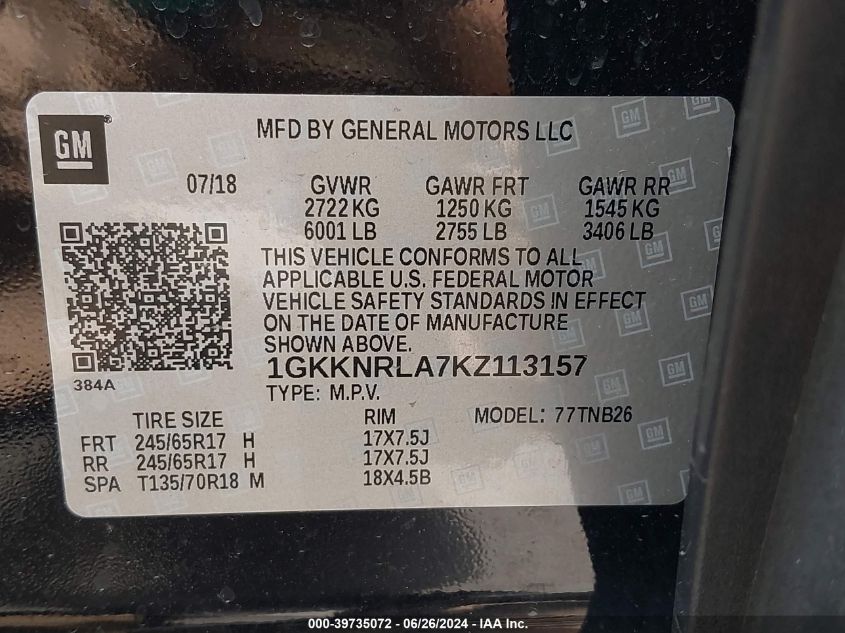 GM
MFD BY GENERAL MOTORS LLC
07/18 GVWR GAWR FRT GAWR RR
2722 KG 1250 KG 1545 KG
6001 LB 2755 LB 3406 LB
THIS VEHICLE CONFORMS TO ALL
APPLICABLE U.S. FEDERAL MOTOR
VEHICLE SAFETY STANDARDS IN EFFECT
ON THE DATE OF MANUFACTURE
SHOWN ABOVE.
384A
1GKKNRLA7KZ113157
TYPE: M.P.V.
TIRE SIZE RIM MODEL: 77TNB26
FRT 245/65R17 H 17X7.5J
RR 245/65R17 H 17X7.5J
SPA T135/70R18 M 18X4.5B
000-39735072 - 06/26/2024 - IAAI.com